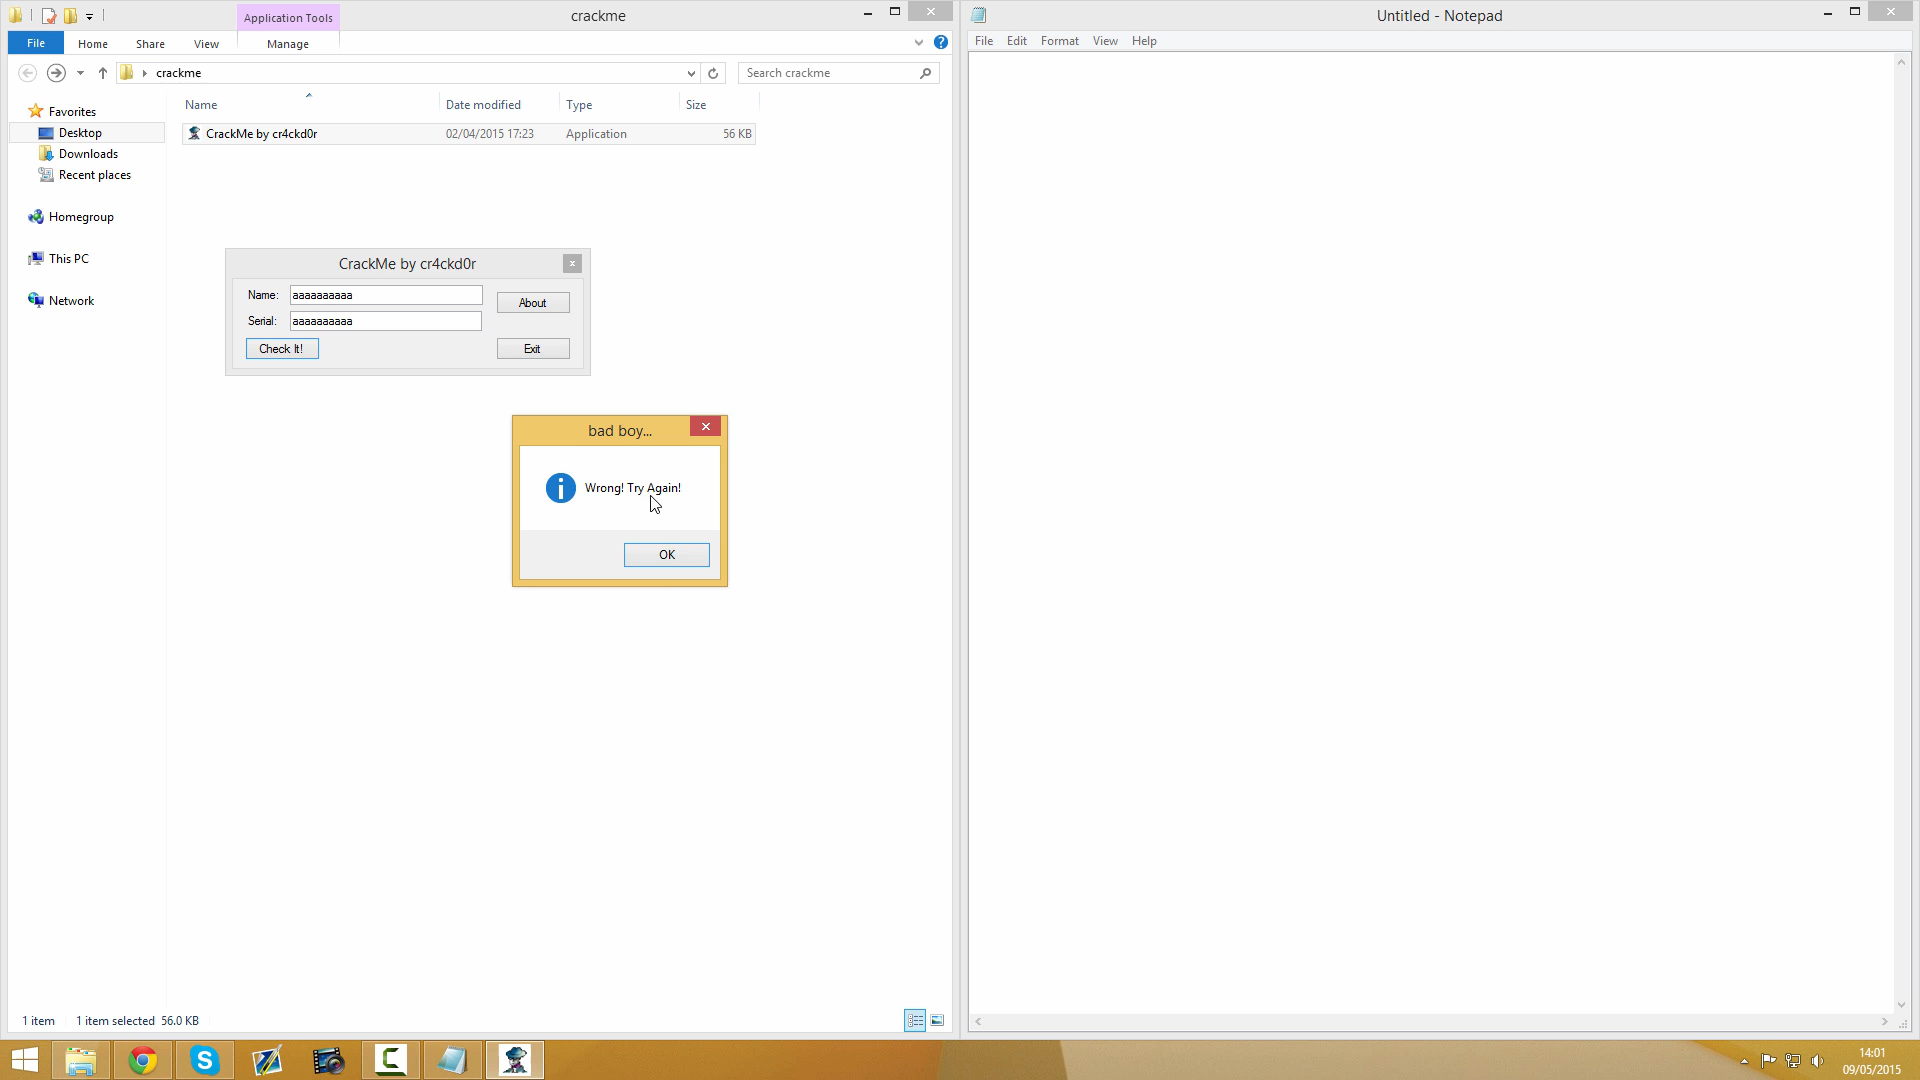 Application Tools
crackme
File
Home
Share
View
Manage
crackme
Search crackme
Name
Date modified
Type
Size
CrackMe by cr4ckd0r
02/04/2015 17:23
Application
56 KB
Favorites
Desktop
Downloads
Recent places
Homegroup
This PC
Network
CrackMe by cr4ckd0r
Name:
aaaaaaaaaa
About
Serial:
aaaaaaaaaa
Check It!
Exit
bad boy...
Wrong! Try Again!
OK
1 item
1 item selected 56.0 KB
Untitled - Notepad
File
Edit
Format
View
Help
14:01
09/05/2015